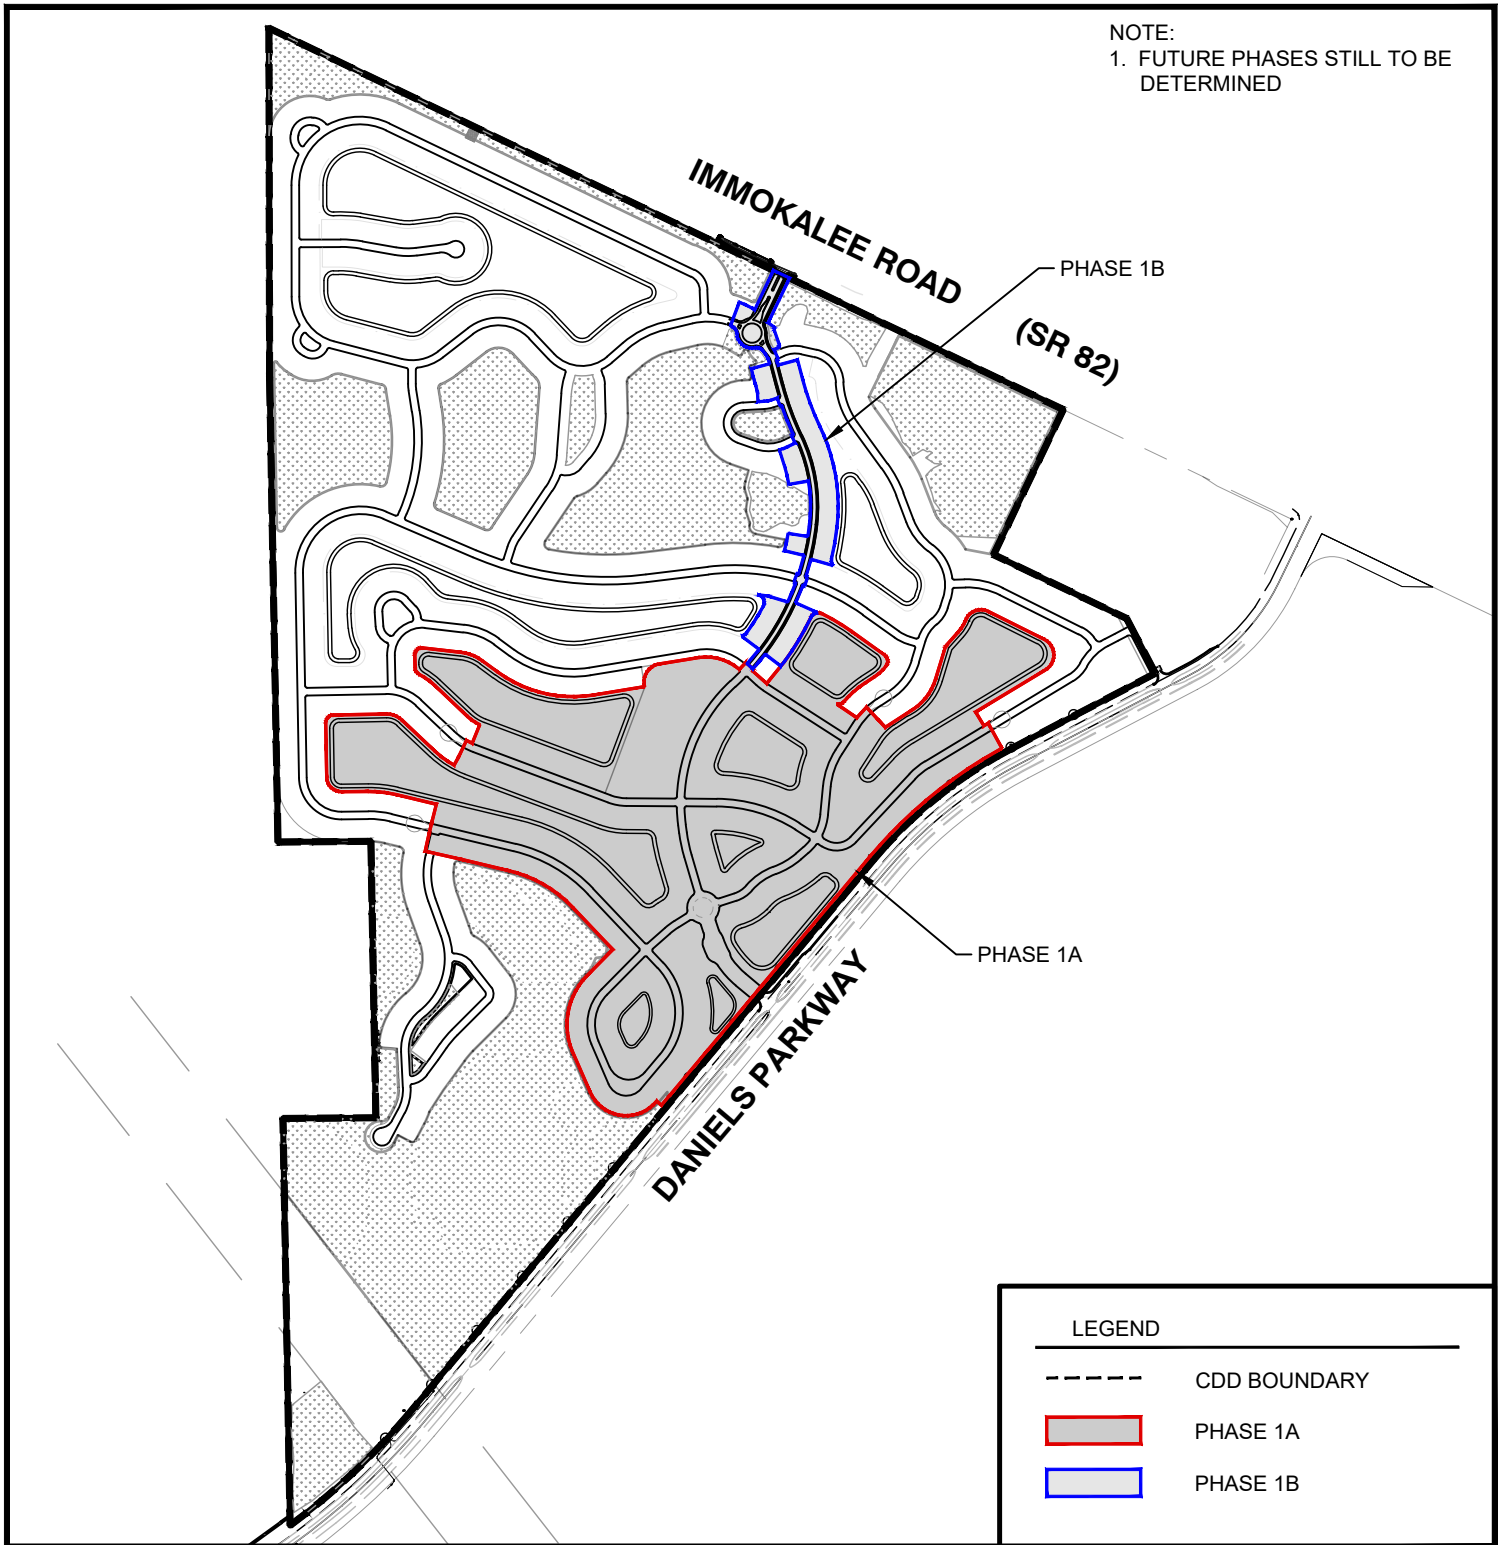 NOTE:
1. FUTURE PHASES STILL TO BE
DETERMINED
IMMOKALEE ROAD
(SR 82)
PHASE 1B
PHASE 1A
DANIELS PARKWAY
LEGEND
CDD BOUNDARY
PHASE 1A
PHASE 1B